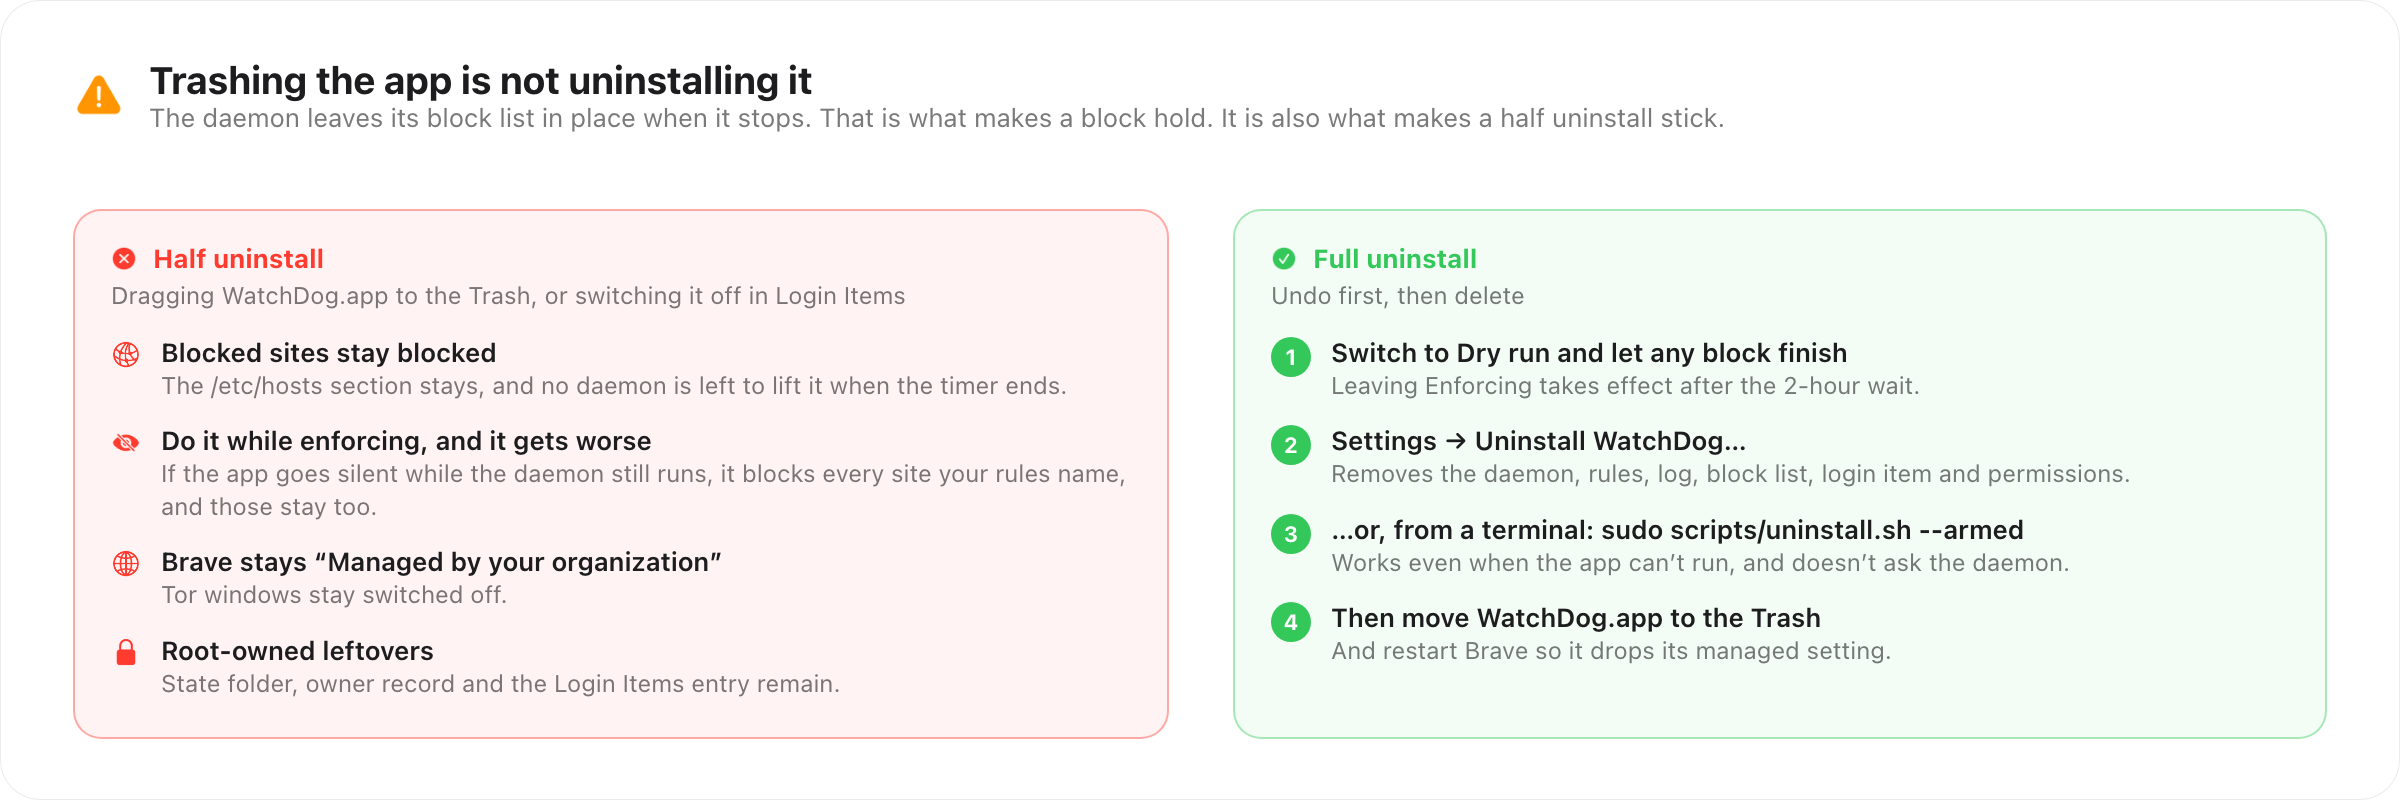 Trashing the app is not uninstalling it
The daemon leaves its block list in place when it stops. That is what makes a block hold. It is also what makes a half uninstall stick.
Half uninstall
Dragging WatchDog.app to the Trash, or switching it off in Login Items
Blocked sites stay blocked
The /etc/hosts section stays, and no daemon is left to lift it when the timer ends.
Do it while enforcing, and it gets worse
If the app goes silent while the daemon still runs, it blocks every site your rules name,
and those stay too.
Brave stays “Managed by your organization”
Tor windows stay switched off.
Root-owned leftovers
State folder, owner record and the Login Items entry remain.
Full uninstall
Undo first, then delete
1 Switch to Dry run and let any block finish
Leaving Enforcing takes effect after the 2-hour wait.
2 Settings → Uninstall WatchDog...
Removes the daemon, rules, log, block list, login item and permissions.
3 ...or, from a terminal: sudo scripts/uninstall.sh --armed
Works even when the app can’t run, and doesn’t ask the daemon.
4 Then move WatchDog.app to the Trash
And restart Brave so it drops its managed setting.